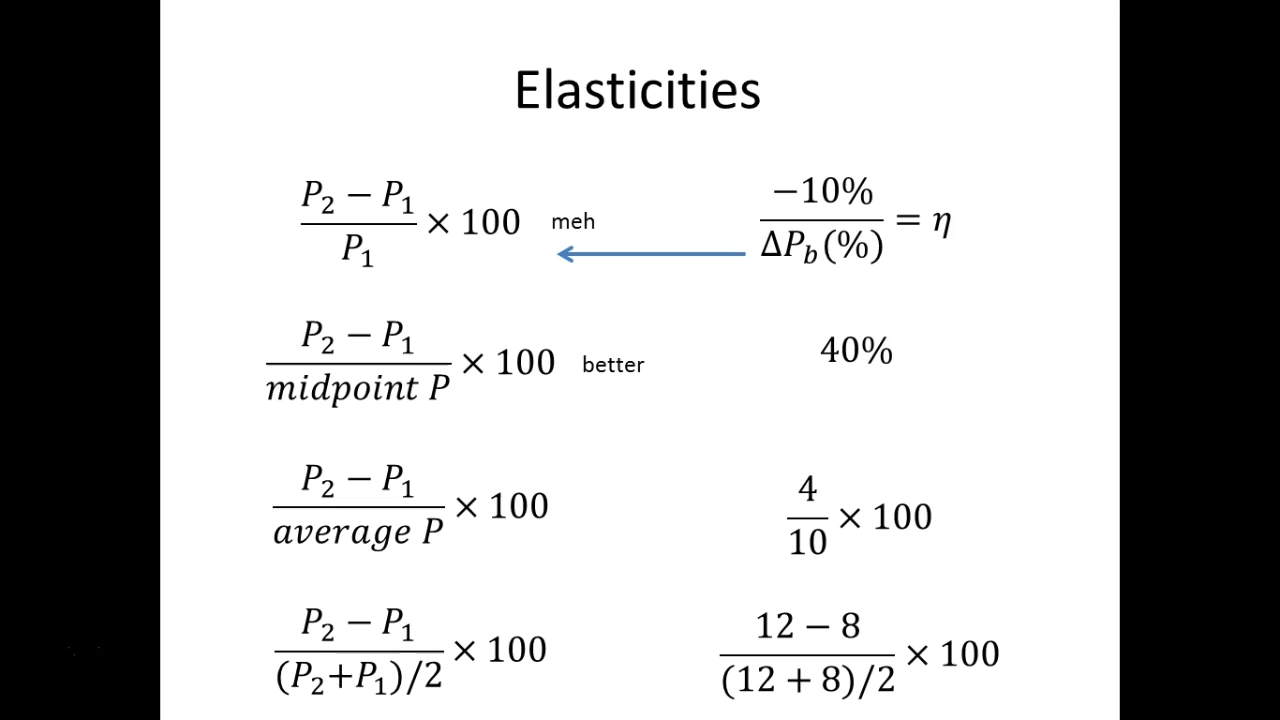 Elasticities
P₂ − P₁ / P₁ × 100 meh
−10% / ΔP_b(%) = η
P₂ − P₁ / midpoint P × 100 better
40%
P₂ − P₁ / average P × 100
4 / 10 × 100
P₂ − P₁ / (P₂+P₁)/2 × 100
12 − 8 / (12 + 8)/2 × 100